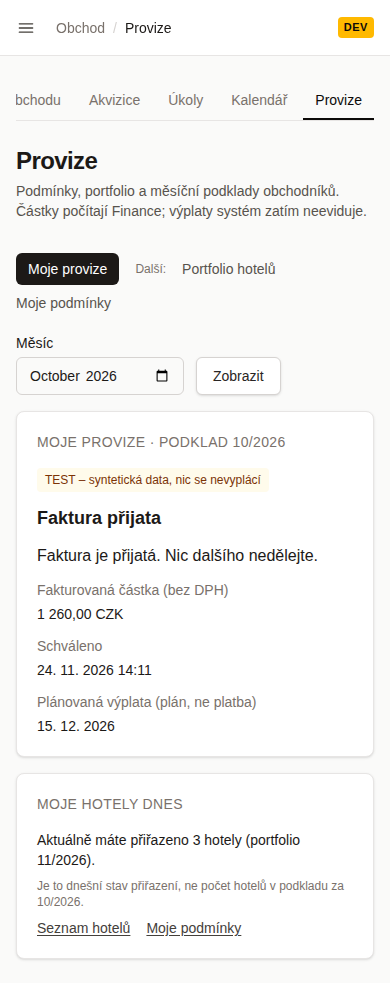 Obchod / Provize
DEV
bchodu Akvizice Úkoly Kalendář Provize
Provize
Podmínky, portfolio a měsíční podklady obchodníků.
Částky počítají Finance; výplaty systém zatím neeviduje.
Moje provize Další: Portfolio hotelů
Moje podmínky
Měsíc
October 2026 Zobrazit
MOJE PROVIZE · PODKLAD 10/2026
TEST – syntetická data, nic se nevyplácí
Faktura přijata
Faktura je přijatá. Nic dalšího nedělejte.
Fakturovaná částka (bez DPH)
1 260,00 CZK
Schváleno
24. 11. 2026 14:11
Plánovaná výplata (plán, ne platba)
15. 12. 2026
MOJE HOTELY DNES
Aktuálně máte přiřazeno 3 hotely (portfolio
11/2026).
Je to dnešní stav přiřazení, ne počet hotelů v podkladu za
10/2026.
Seznam hotelů Moje podmínky